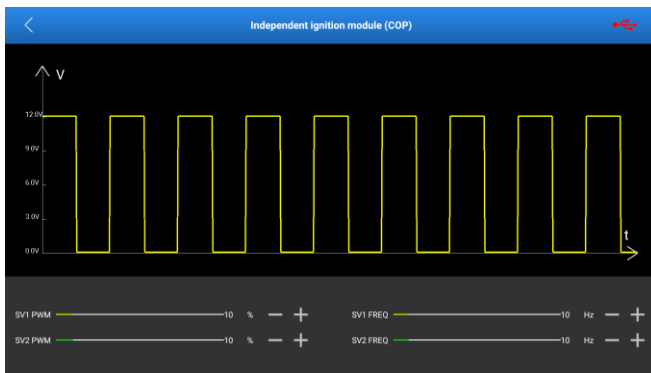 Independent ignition module (COP)
V
12.0V
9.0V
6.0V
3.0V
0.0V
t
SV1 PWM 10 % SV1 FREQ 10 Hz
SV2 PWM 10 % SV2 FREQ 10 Hz